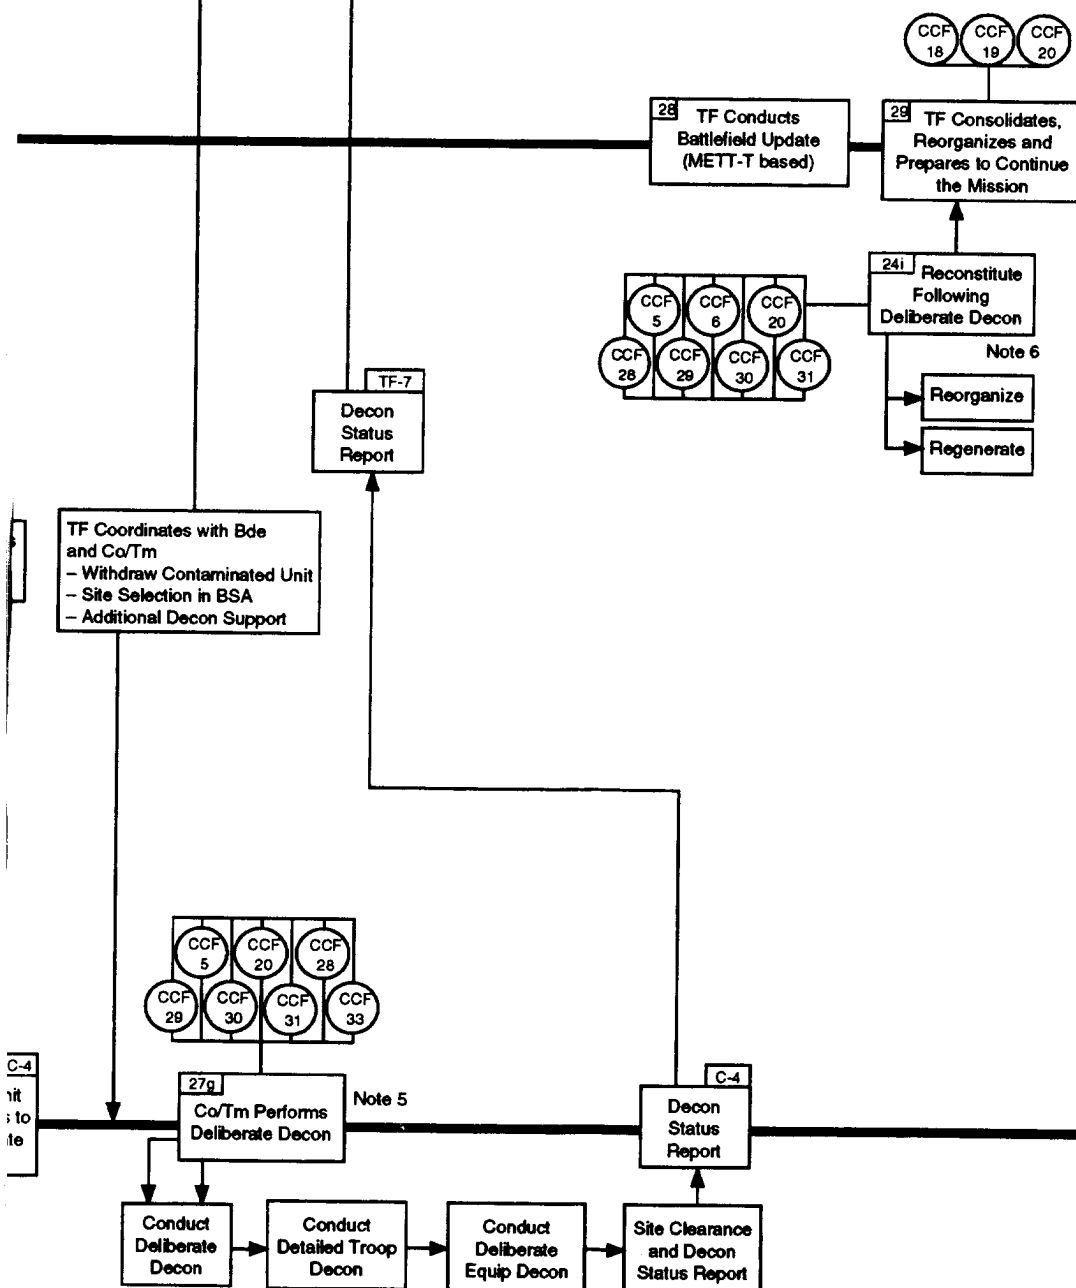 CCF
18
CCF
19
CCF
20
28
TF Conducts
Battlefield Update
(METT-T based)
29
TF Consolidates,
Reorganizes and
Prepares to Continue
the Mission
24i
Reconstitute
Following
Deliberate Decon
Note 6
CCF
5
CCF
6
CCF
20
CCF
28
CCF
29
CCF
30
CCF
31
Reorganize
Regenerate
TF-7
Decon
Status
Report
TF Coordinates with Bde
and Co/Tm
– Withdraw Contaminated Unit
– Site Selection in BSA
– Additional Decon Support
CCF
5
CCF
20
CCF
28
CCF
29
CCF
30
CCF
31
CCF
33
C-4
nit
s to
te
27g
Co/Tm Performs
Deliberate Decon
Note 5
C-4
Decon
Status
Report
Conduct
Deliberate
Decon
Conduct
Detailed Troop
Decon
Conduct
Deliberate
Equip Decon
Site Clearance
and Decon
Status Report